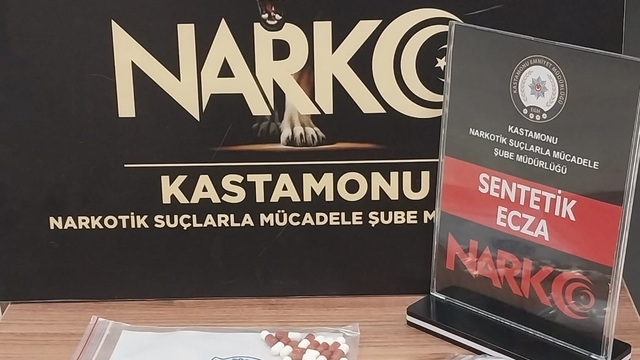 NARKO
KASTAMONU
NARKOTİK SUÇLARLA MÜCADELE ŞUBE M
KASTAMONU EMNİYET MÜDÜRLÜĞÜ
EGM
KASTAMONU
NARKOTİK SUÇLARLA MÜCADELE
ŞUBE MÜDÜRLÜĞÜ
SENTETİK
ECZA
NARKO